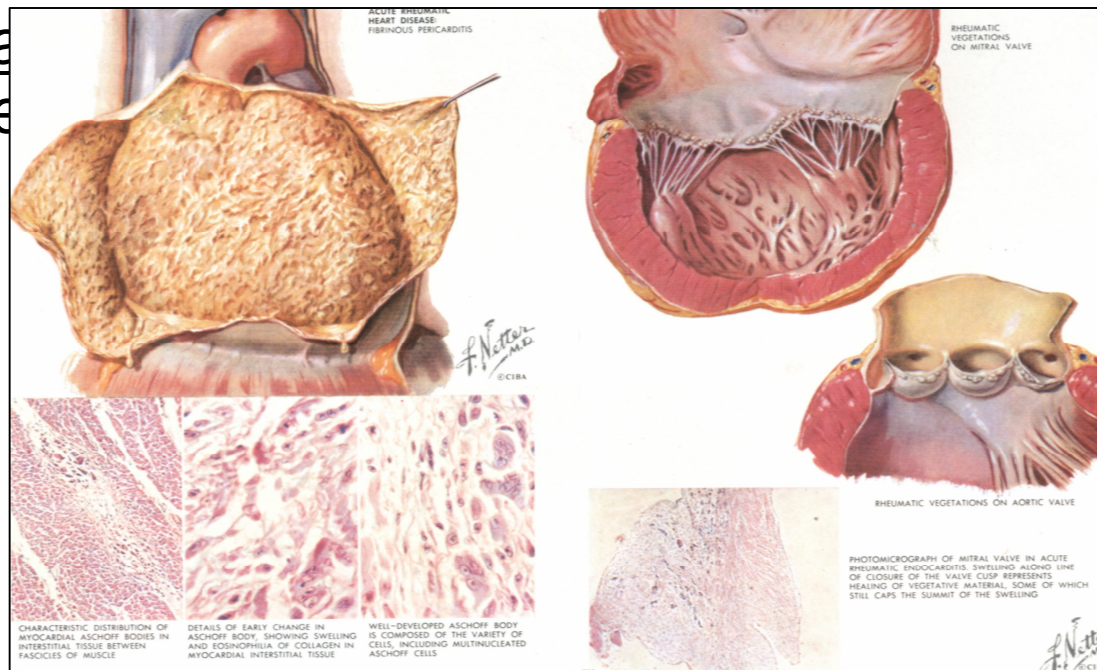 ACUTE RHEUMATIC
HEART DISEASE:
FIBRINOUS PERICARDITIS
RHEUMATIC
VEGETATIONS
ON MITRAL VALVE
F. Netter
M.D.
© CIBA
RHEUMATIC VEGETATIONS ON AORTIC VALVE
PHOTOMICROGRAPH OF MITRAL VALVE IN ACUTE
RHEUMATIC ENDOCARDITIS. SWELLING ALONG LINE
OF CLOSURE OF THE VALVE CUSP REPRESENTS
HEALING OF VEGETATIVE MATERIAL, SOME OF WHICH
STILL CAPS THE SUMMIT OF THE SWELLING
CHARACTERISTIC DISTRIBUTION OF
MYOCARDIAL ASCHOFF BODIES IN
INTERSTITIAL TISSUE BETWEEN
FASCICLES OF MUSCLE
DETAILS OF EARLY CHANGE IN
ASCHOFF BODY, SHOWING SWELLING
AND EOSINOPHILIA OF COLLAGEN IN
MYOCARDIAL INTERSTITIAL TISSUE
WELL-DEVELOPED ASCHOFF BODY
IS COMPOSED OF THE VARIETY OF
CELLS, INCLUDING MULTINUCLEATED
ASCHOFF CELLS